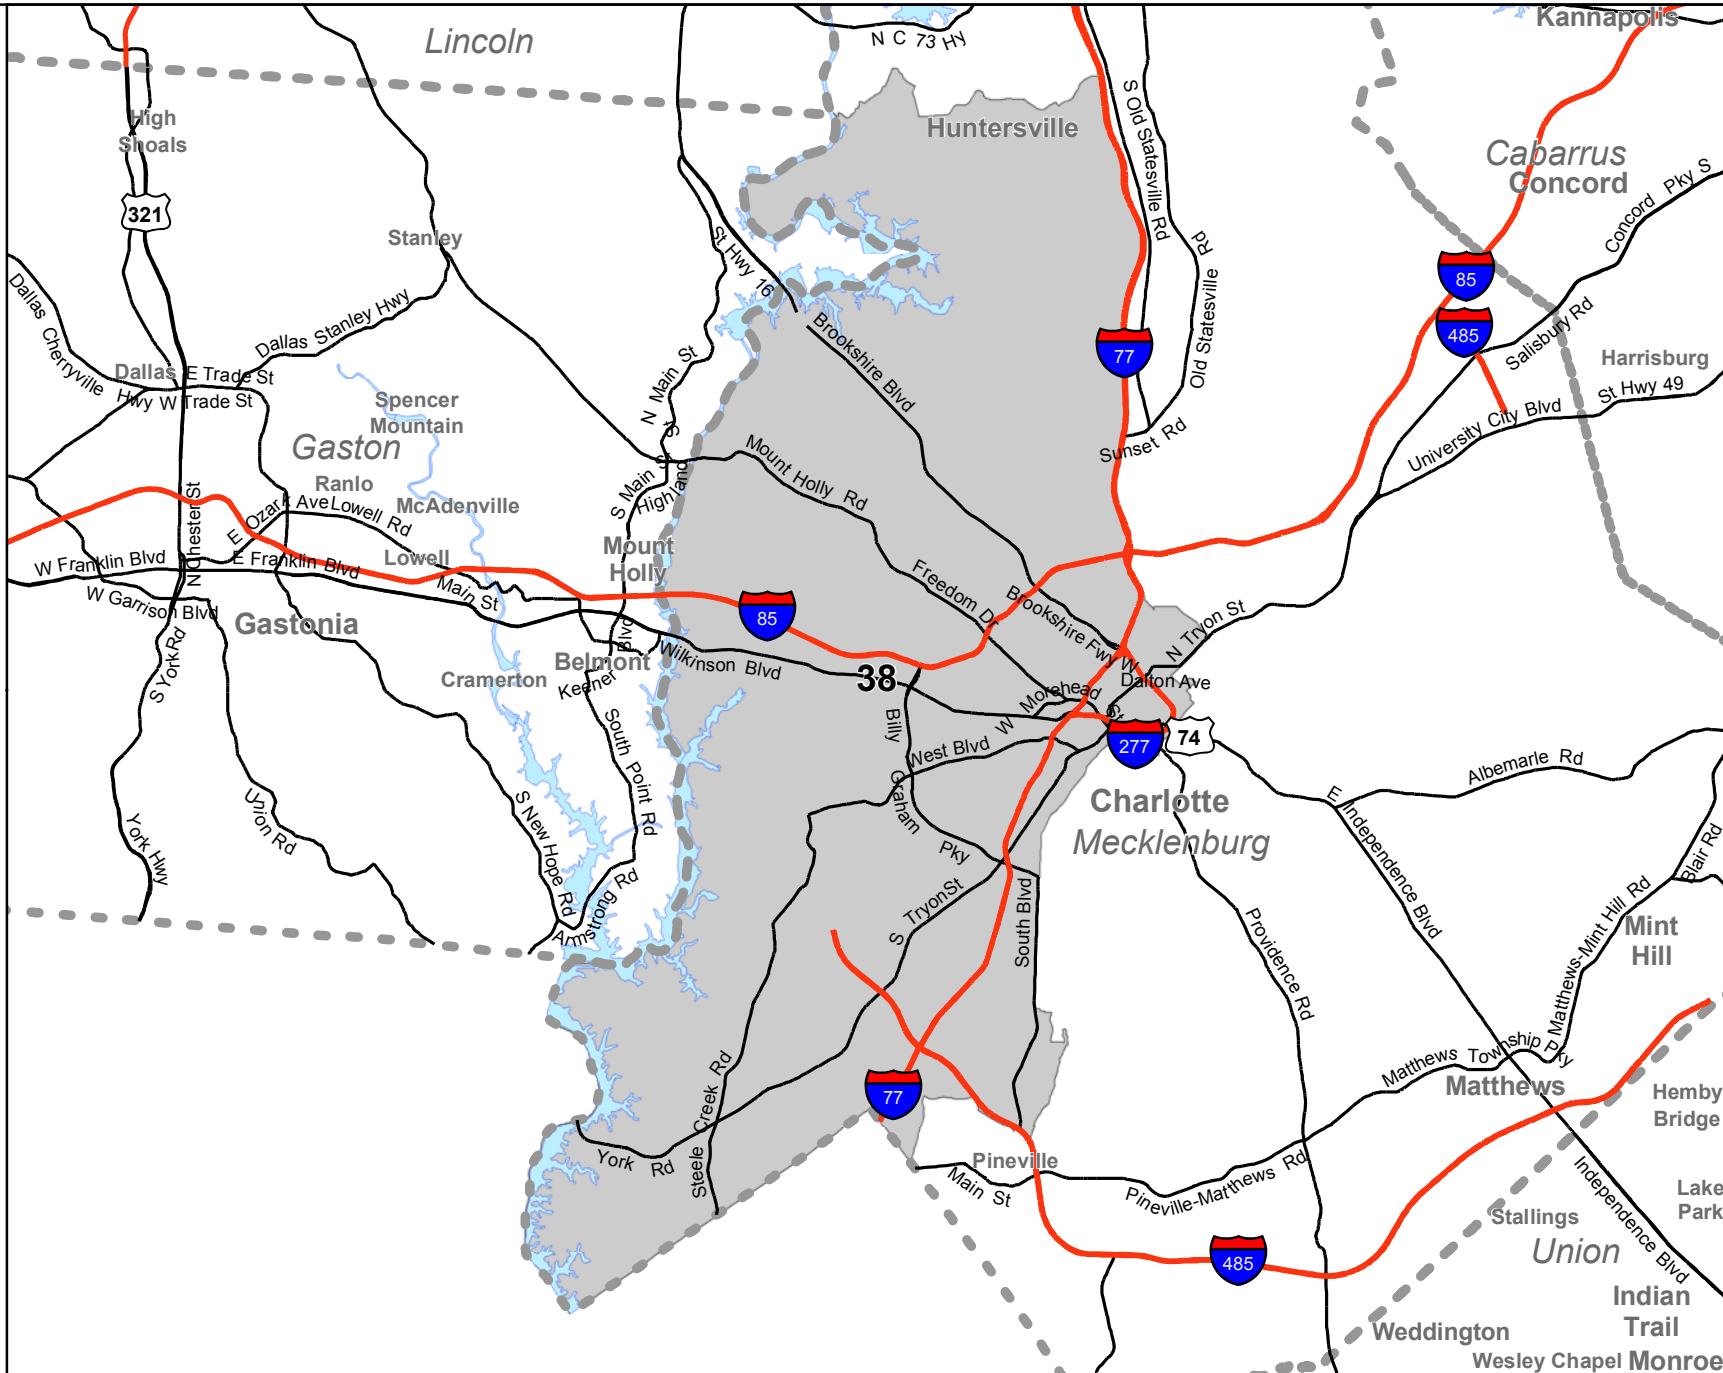 Lincoln
N C 73 Hy
Kannapolis
High
Shoals
Huntersville
S Old Statesville Rd
Cabarrus
Concord
Concord Pky S
321
Stanley
St Hwy 16
Old Statesville Rd
85
485
77
Dallas Cherryville Hwy
Dallas Stanley Hwy
Brookshire Blvd
Salisbury Rd
Harrisburg
Dallas
E Trade St
W Trade St
N Main St
St Hwy 49
Spencer
Mountain
University City Blvd
Gaston
Sunset Rd
Mount Holly Rd
Ranlo
McAdenville
S Main St
Highland
St
N Chester St
E Ozark Ave
Lowell Rd
Lowell
Mount
Holly
W Franklin Blvd
E Franklin Blvd
Main St
Freedom Dr
Brookshire Fwy
W Garrison Blvd
Gastonia
85
N Tryon St
Belmont
Wilkinson Blvd
38
W
Dalton Ave
Cramerton
Keener Blvd
W Morehead St
S York Rd
South Point Rd
Billy Graham Pky
West Blvd
277
74
Albemarle Rd
Charlotte
Mecklenburg
E Independence Blvd
York Hwy
Union Rd
S New Hope Rd
Armstrong Rd
S Tryon St
South Blvd
Providence Rd
Blair Rd
Matthews-Mint Hill Rd
Mint
Hill
Matthews Township Pky
Matthews
77
Hemby
Bridge
Steele Creek Rd
York Rd
Pineville
Main St
Pineville-Matthews Rd
Independence Blvd
Lake
Park
Stallings
Union
485
Indian
Trail
Weddington
Wesley Chapel
Monroe